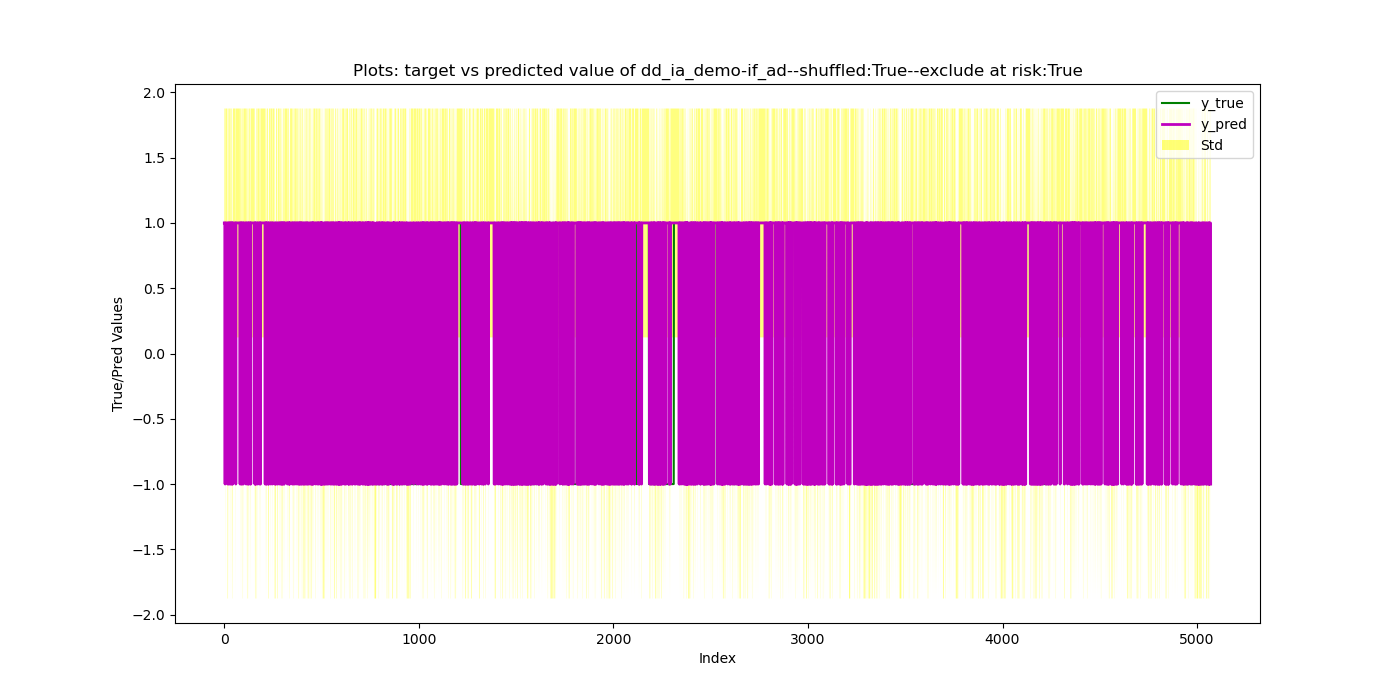 Plots: target vs predicted value of dd_ia_demo-if_ad--shuffled:True--exclude at risk:True
y_true
y_pred
Std
True/Pred Values
2.0
1.5
1.0
0.5
0.0
−0.5
−1.0
−1.5
−2.0
0 1000 2000 3000 4000 5000
Index